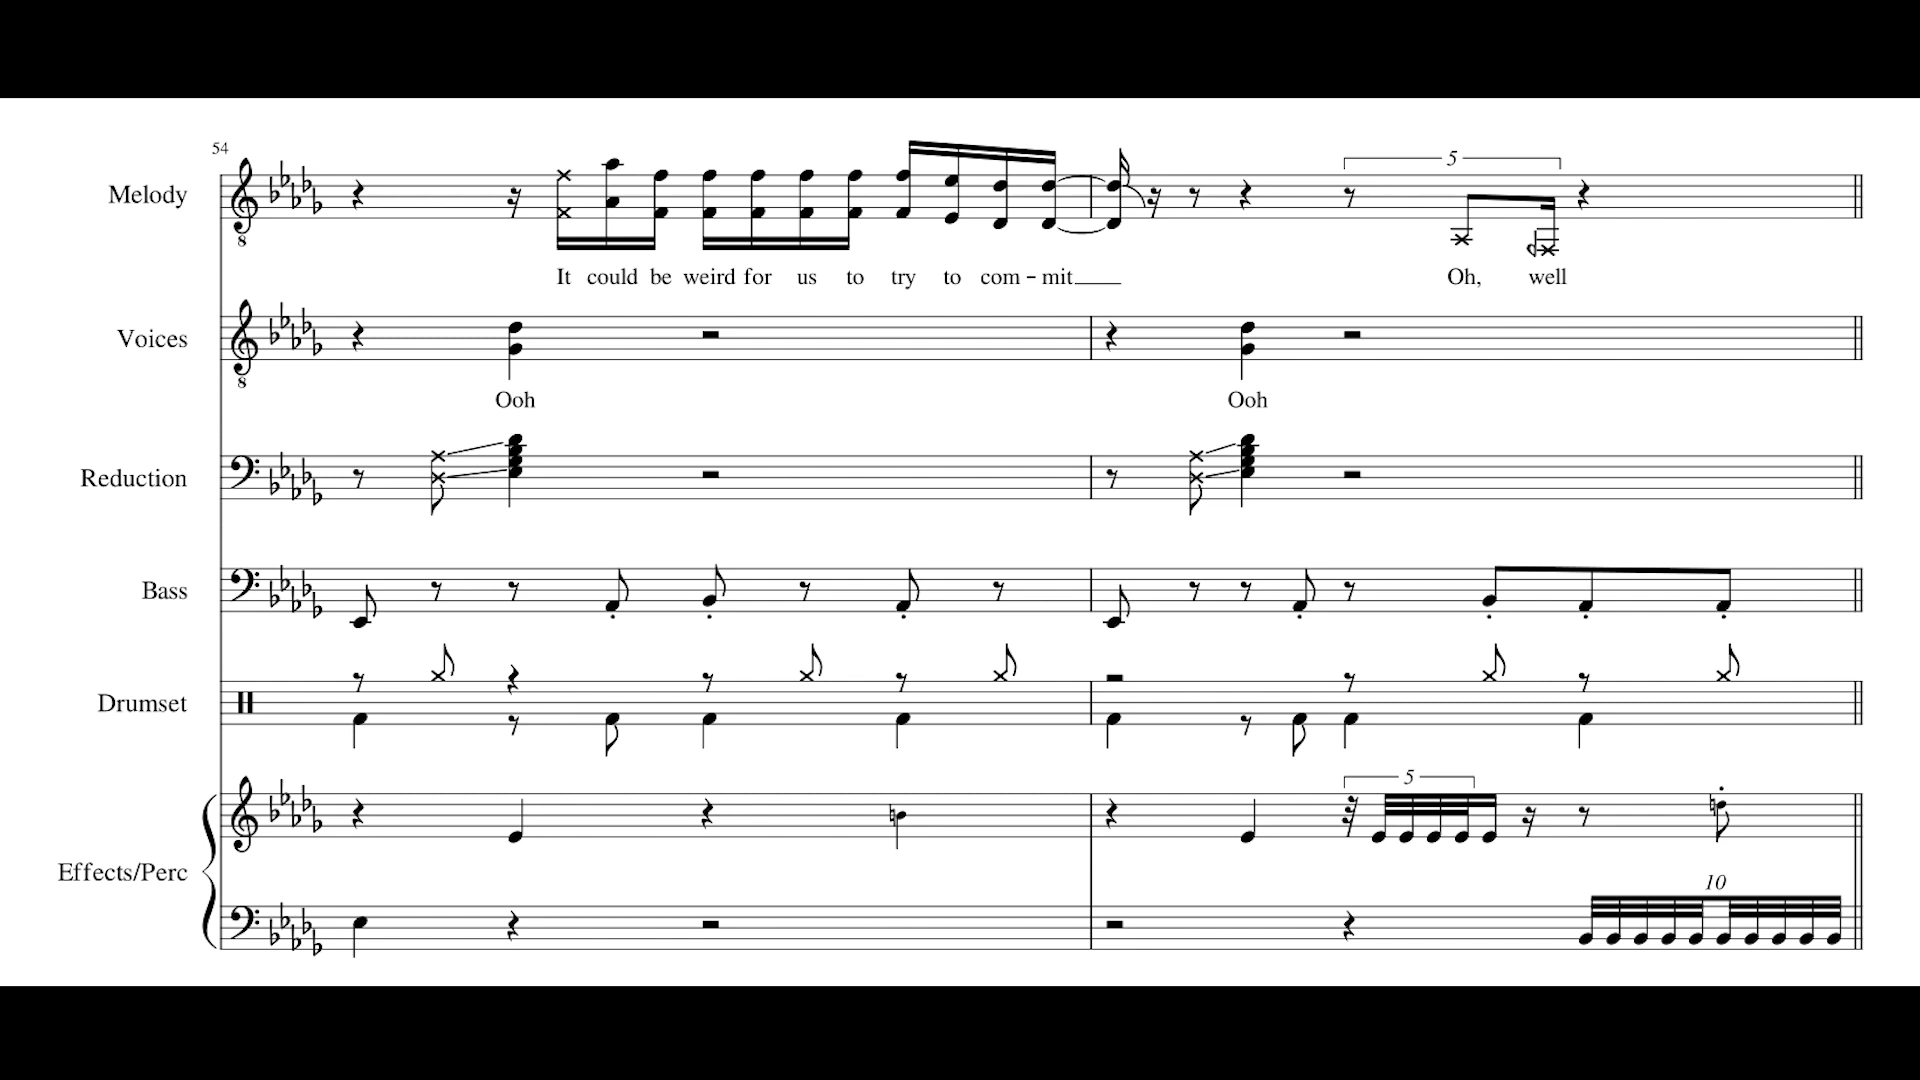 54
Melody
5
8
It could be weird for us to try to com - mit Oh, well
Voices
8
Ooh Ooh
Reduction
Bass
Drumset
5
Effects/Perc
10